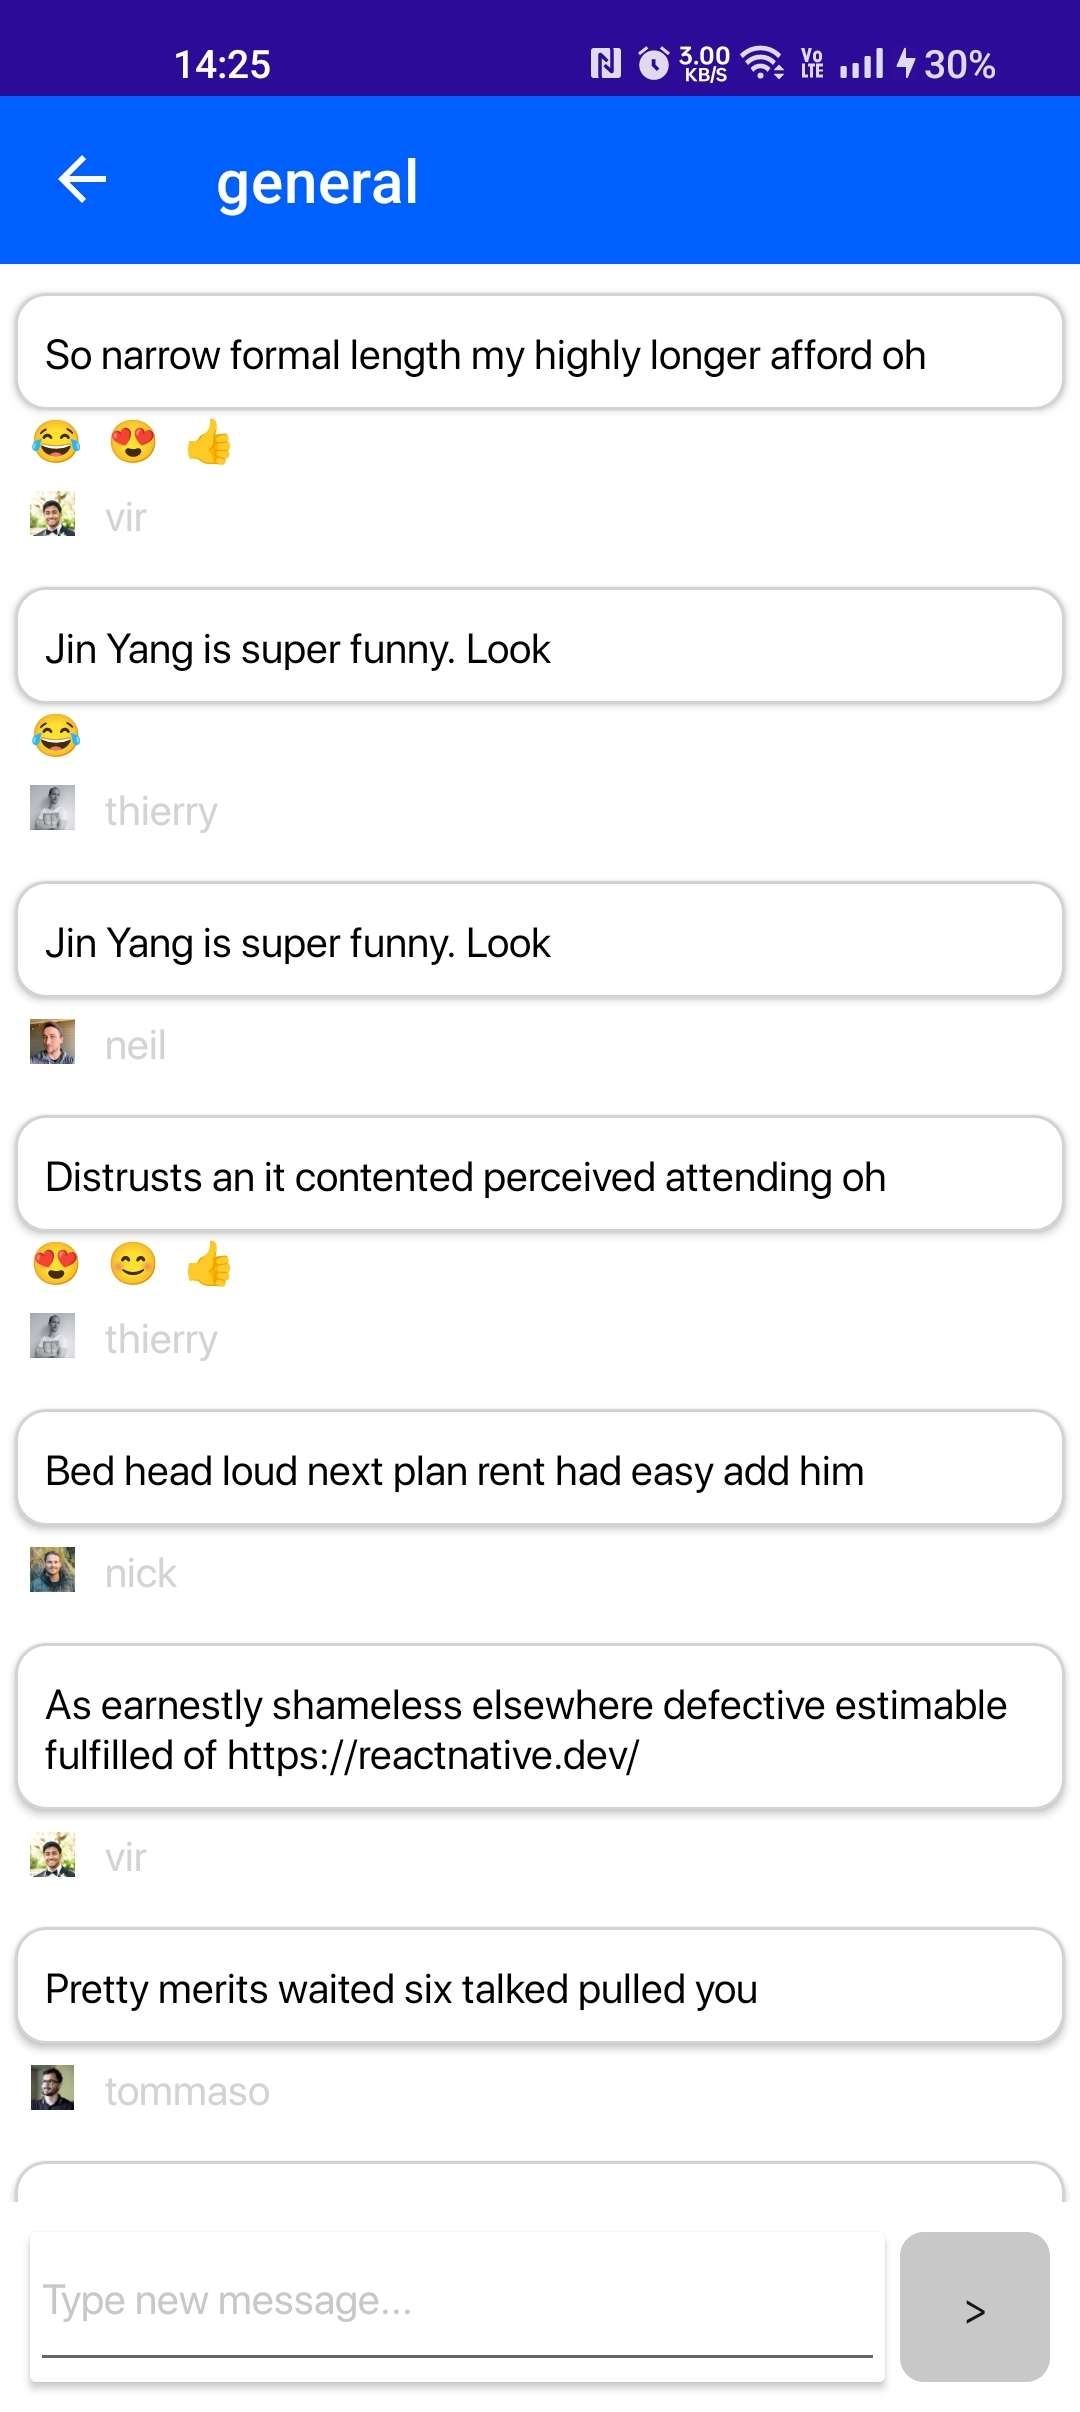 14:25 3.00 KB/S Vo LTE 30%
general
So narrow formal length my highly longer afford oh
😂 😍 👍
vir
Jin Yang is super funny. Look
😂
thierry
Jin Yang is super funny. Look
neil
Distrusts an it contented perceived attending oh
😍 😊 👍
thierry
Bed head loud next plan rent had easy add him
nick
As earnestly shameless elsewhere defective estimable
fulfilled of https://reactnative.dev/
vir
Pretty merits waited six talked pulled you
tommaso
Type new message...
>